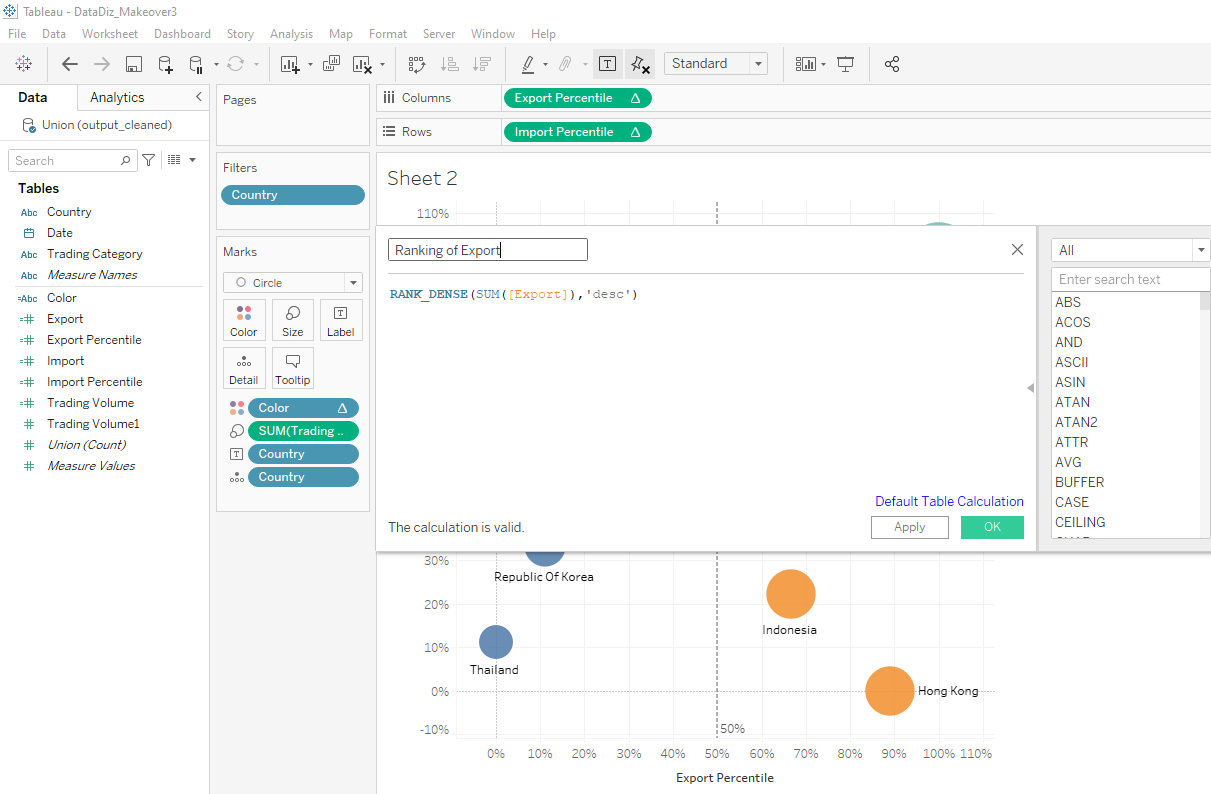 Tableau - DataDiz_Makeover3
File Data Worksheet Dashboard Story Analysis Map Format Server Window Help
Standard
Data Analytics
Union (output_cleaned)
Search
Tables
Abc Country
Date
Abc Trading Category
Abc Measure Names
=Abc Color
Export
Export Percentile
Import
Import Percentile
Trading Volume
Trading Volume1
Union (Count)
Measure Values
Pages
Filters
Country
Marks
Circle
Color Size Label
Detail Tooltip
Color
SUM(Trading ..
Country
Country
Columns Export Percentile
Rows Import Percentile
Sheet 2
110%
Ranking of Export
RANK_DENSE(SUM([Export]),'desc')
Default Table Calculation
The calculation is valid.
Apply OK
All
Enter search text
ABS
ACOS
AND
ASCII
ASIN
ATAN
ATAN2
ATTR
AVG
BUFFER
CASE
CEILING
30%
Republic Of Korea
20%
Indonesia
10%
Thailand
0%
Hong Kong
-10%
50%
0% 10% 20% 30% 40% 50% 60% 70% 80% 90% 100% 110%
Export Percentile